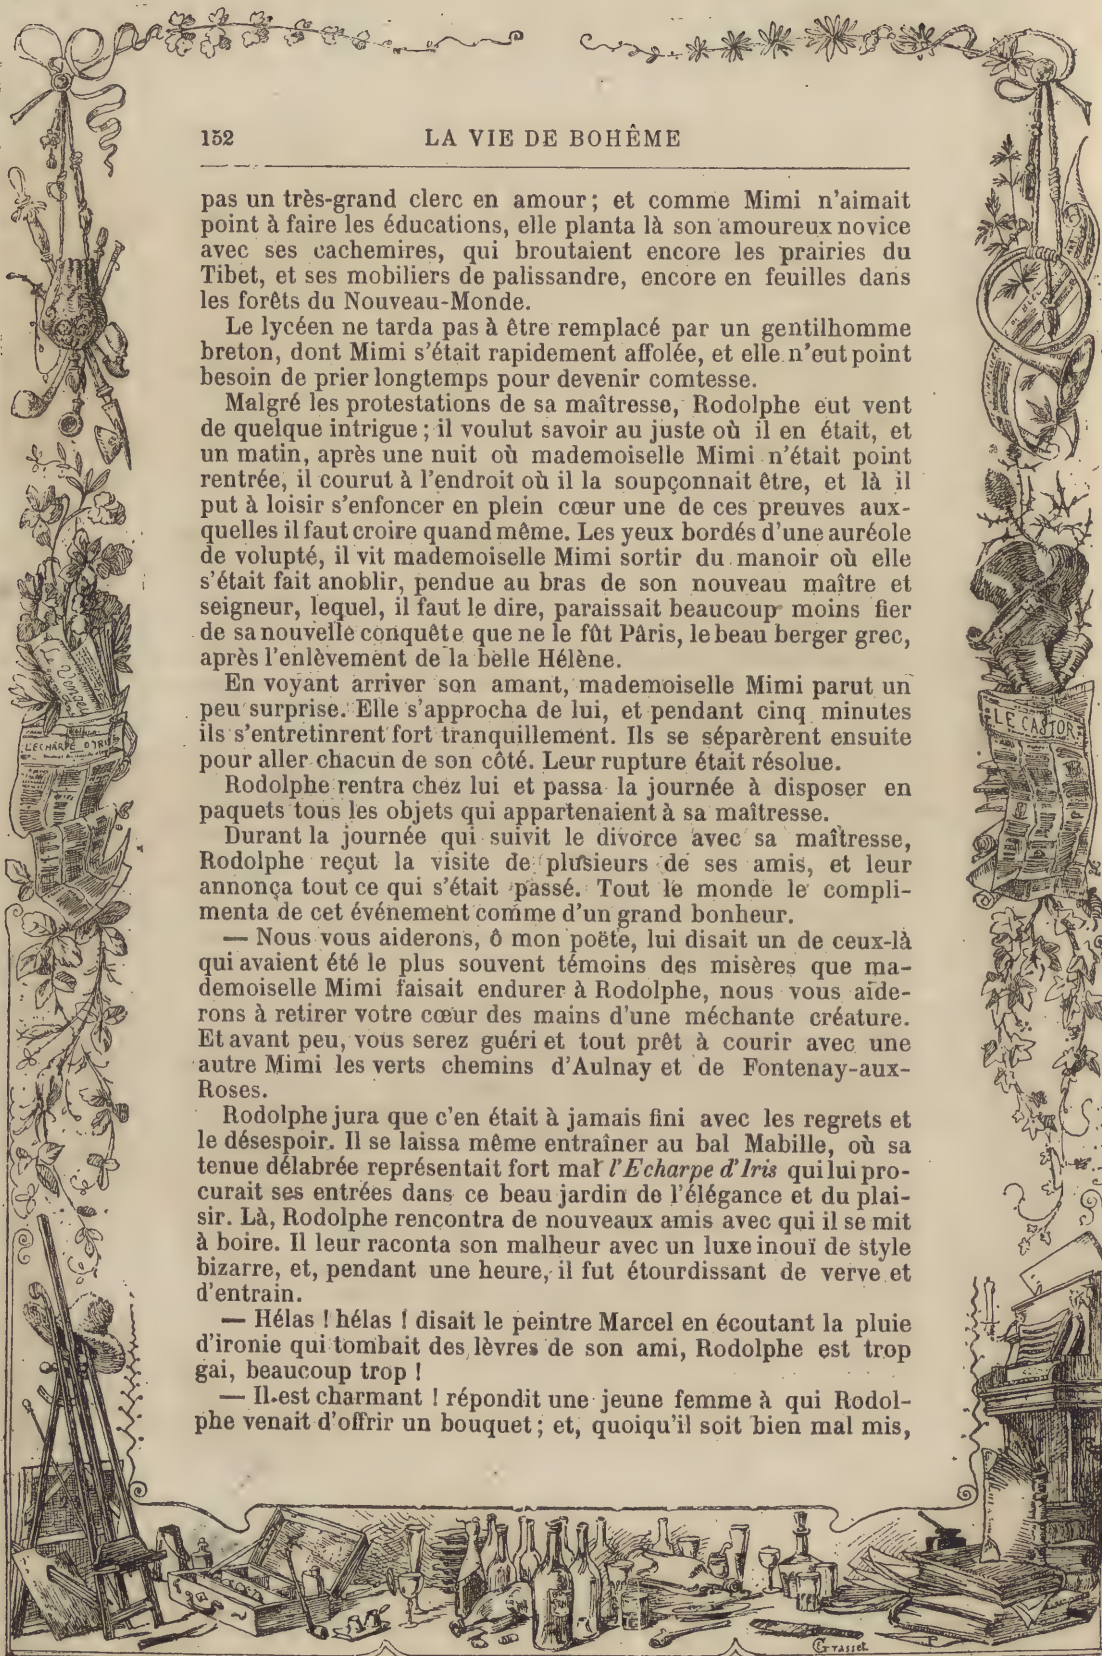 152 LA VIE DE BOHÊME
pas un très-grand clerc en amour ; et comme Mimi n'aimait
point à faire les éducations, elle planta là son amoureux novice
avec ses cachemires, qui broutaient encore les prairies du
Tibet, et ses mobiliers de palissandre, encore en feuilles dans
les forêts du Nouveau-Monde.
Le lycéen ne tarda pas à être remplacé par un gentilhomme
breton, dont Mimi s'était rapidement affolée, et elle n'eut point
besoin de prier longtemps pour devenir comtesse.
Malgré les protestations de sa maîtresse, Rodolphe eut vent
de quelque intrigue ; il voulut savoir au juste où il en était, et
un matin, après une nuit où mademoiselle Mimi n'était point
rentrée, il courut à l'endroit où il la soupçonnait être, et là il
put à loisir s'enfoncer en plein cœur une de ces preuves aux-
quelles il faut croire quand même. Les yeux bordés d'une auréole
de volupté, il vit mademoiselle Mimi sortir du manoir où elle
s'était fait anoblir, pendue au bras de son nouveau maître et
seigneur, lequel, il faut le dire, paraissait beaucoup moins fier
de sa nouvelle conquête que ne le fût Pâris, le beau berger grec,
après l'enlèvement de la belle Hélène.
En voyant arriver son amant, mademoiselle Mimi parut un
peu surprise. Elle s'approcha de lui, et pendant cinq minutes
ils s'entretinrent fort tranquillement. Ils se séparèrent ensuite
pour aller chacun de son côté. Leur rupture était résolue.
Rodolphe rentra chez lui et passa la journée à disposer en
paquets tous les objets qui appartenaient à sa maîtresse.
Durant la journée qui suivit le divorce avec sa maîtresse,
Rodolphe reçut la visite de plusieurs de ses amis, et leur
annonça tout ce qui s'était passé. Tout le monde le compli-
menta de cet événement comme d'un grand bonheur.
— Nous vous aiderons, ô mon poëte, lui disait un de ceux-là
qui avaient été le plus souvent témoins des misères que ma-
demoiselle Mimi faisait endurer à Rodolphe, nous vous aide-
rons à retirer votre cœur des mains d'une méchante créature.
Et avant peu, vous serez guéri et tout prêt à courir avec une
autre Mimi les verts chemins d'Aulnay et de Fontenay-aux-
Roses.
Rodolphe jura que c'en était à jamais fini avec les regrets et
le désespoir. Il se laissa même entraîner au bal Mabille, où sa
tenue délabrée représentait fort mal l'Echarpe d'Iris qui lui pro-
curait ses entrées dans ce beau jardin de l'élégance et du plai-
sir. Là, Rodolphe rencontra de nouveaux amis avec qui il se mit
à boire. Il leur raconta son malheur avec un luxe inouï de style
bizarre, et, pendant une heure, il fut étourdissant de verve et
d'entrain.
— Hélas ! hélas ! disait le peintre Marcel en écoutant la pluie
d'ironie qui tombait des lèvres de son ami, Rodolphe est trop
gai, beaucoup trop !
— Il est charmant ! répondit une jeune femme à qui Rodol-
phe venait d'offrir un bouquet ; et, quoiqu'il soit bien mal mis,
L'ECHARPE D'IRIS
LE CASTOR
Grasset